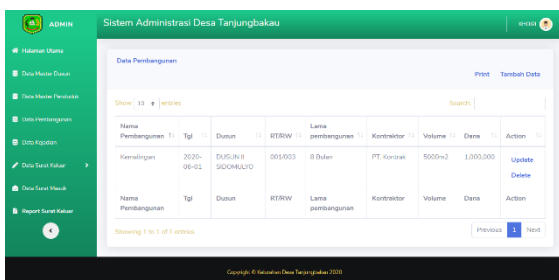 ADMIN
Sistem Administrasi Desa Tanjungbakau
Halaman Utama
Data Master Dusun
Data Master Penduduk
Data Pembangunan
Data Kejadian
Data Surat Keluar
Data Surat Masuk
Report Surat Keluar
Data Pembangunan
Print Tambah Data
Show 10 entries
Search:
Nama Pembangunan Tgl Dusun RT/RW Lama pembangunan Kontraktor Volume Dana Action
Kemalingan 2020-06-01 DUSUN II SIDOMULYO 001/003 8 Bulan PT. Kontrak 5000m2 1,000,000 Update
Delete
Nama Pembangunan Tgl Dusun RT/RW Lama pembangunan Kontraktor Volume Dana Action
Showing 1 to 1 of 1 entries
Previous 1 Next
Copyright © Kelurahan Desa Tanjungbakau 2020